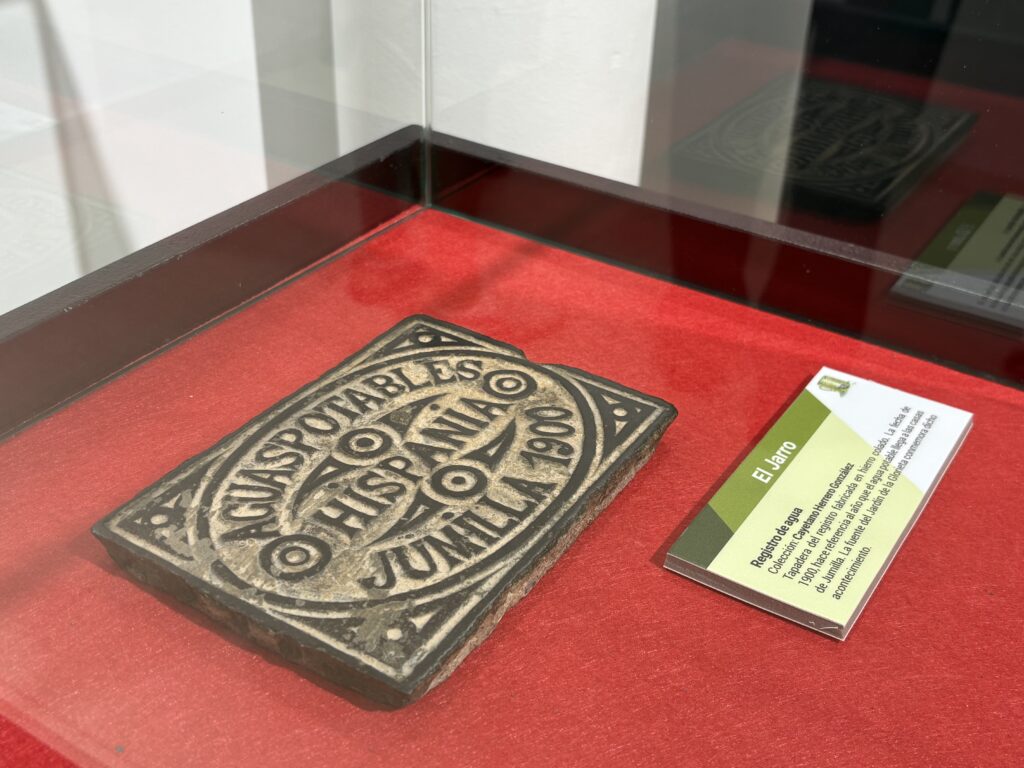 AGUAS POTABLES
HISPANIA
JUMILLA 1900
El Jarro
Registro de agua
Colección: Cayetano Herrero González
Tapadera del registro fabricada en hierro colado. La fecha de
1900, hace referencia al año que el agua potable llega a las casas
de Jumilla. La fuente del Jardín de la Glorieta conmemora dicho
acontecimiento.